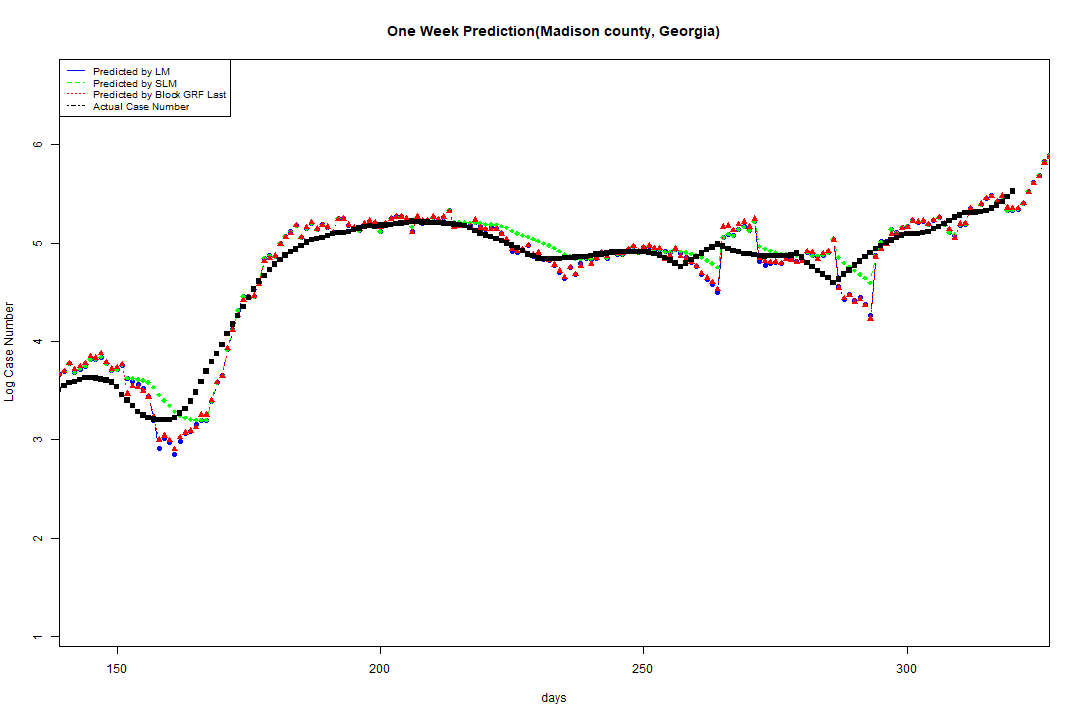 One Week Prediction(Madison county, Georgia)
Predicted by LM
Predicted by SLM
Predicted by Block GRF Last
Actual Case Number
Log Case Number
6
5
4
3
2
1
150 200 250 300
days